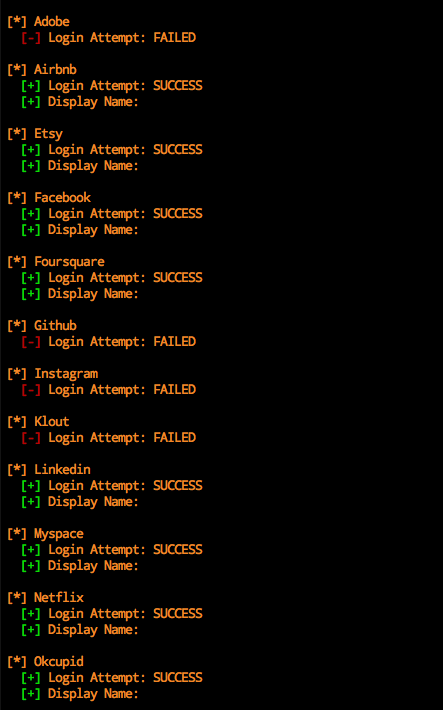 [*] Adobe
[-] Login Attempt: FAILED
[*] Airbnb
[+] Login Attempt: SUCCESS
[+] Display Name:
[*] Etsy
[+] Login Attempt: SUCCESS
[+] Display Name:
[*] Facebook
[+] Login Attempt: SUCCESS
[+] Display Name:
[*] Foursquare
[+] Login Attempt: SUCCESS
[+] Display Name:
[*] Github
[-] Login Attempt: FAILED
[*] Instagram
[-] Login Attempt: FAILED
[*] Klout
[-] Login Attempt: FAILED
[*] Linkedin
[+] Login Attempt: SUCCESS
[+] Display Name:
[*] Myspace
[+] Login Attempt: SUCCESS
[+] Display Name:
[*] Netflix
[+] Login Attempt: SUCCESS
[+] Display Name:
[*] Okcupid
[+] Login Attempt: SUCCESS
[+] Display Name: